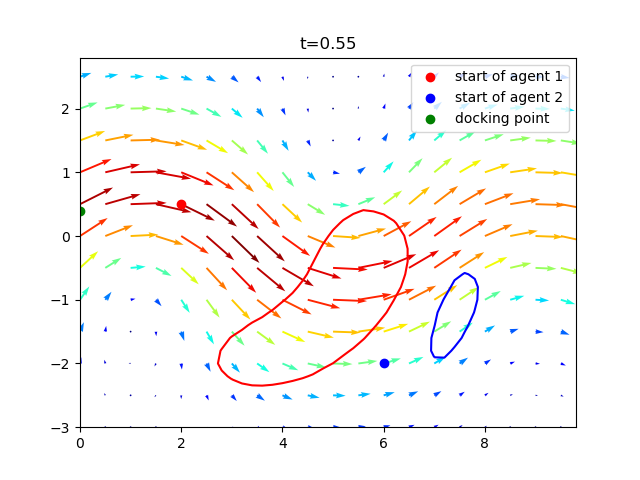 t=0.55
start of agent 1
start of agent 2
docking point
2
1
0
−1
−2
−3
0 2 4 6 8